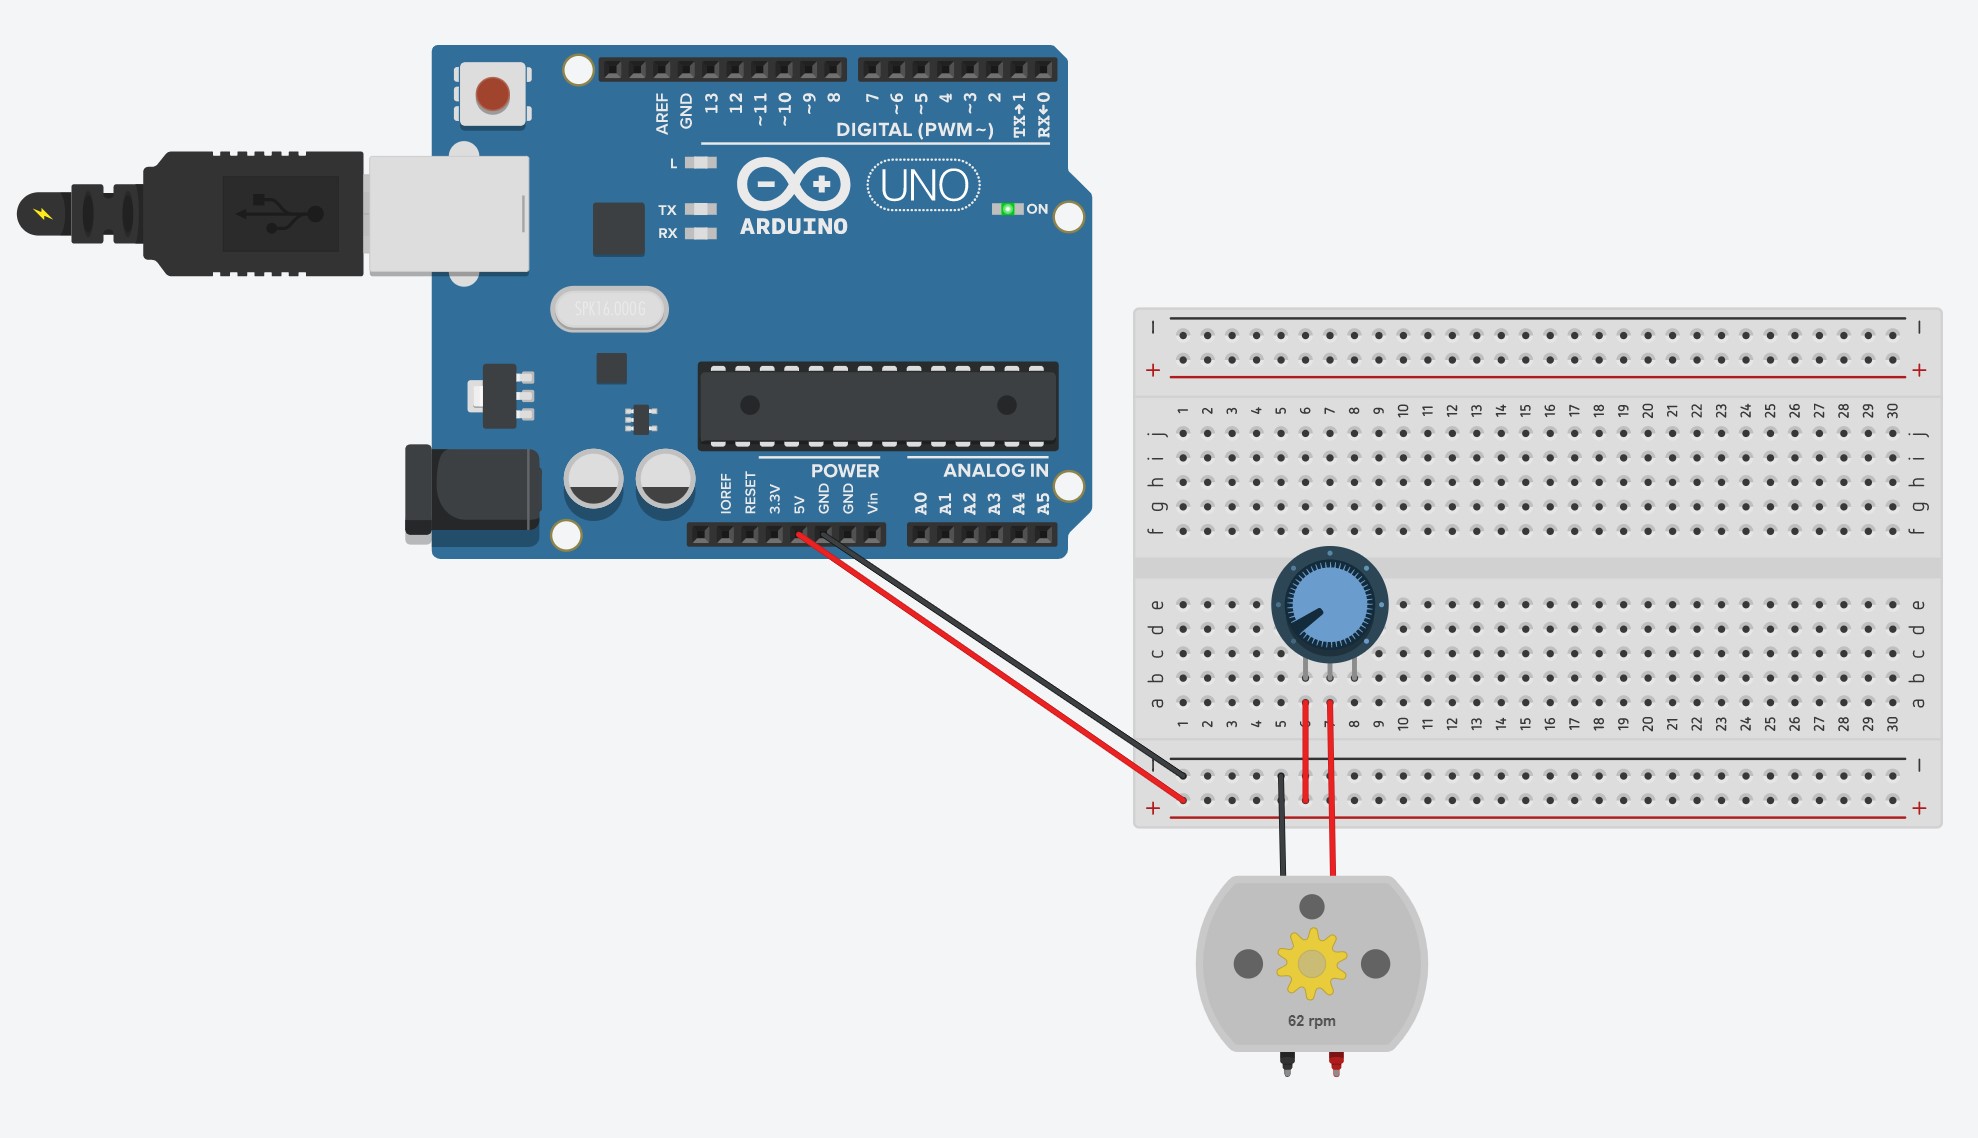 AREF GND 13 12 ~11 ~10 ~9 8 7 ~6 ~5 4 ~3 2 TX→1 RX←0
DIGITAL (PWM ~)
L
TX
RX
ARDUINO
UNO
ON
SPK16.000G
POWER
ANALOG IN
IOREF RESET 3.3V 5V GND GND Vin A0 A1 A2 A3 A4 A5
− −
+ +
1 2 3 4 5 6 7 8 9 10 11 12 13 14 15 16 17 18 19 20 21 22 23 24 25 26 27 28 29 30
j j
i i
h h
g g
f f
e e
d d
c c
b b
a a
1 2 3 4 5 6 7 8 9 10 11 12 13 14 15 16 17 18 19 20 21 22 23 24 25 26 27 28 29 30
− −
+ +
62 rpm